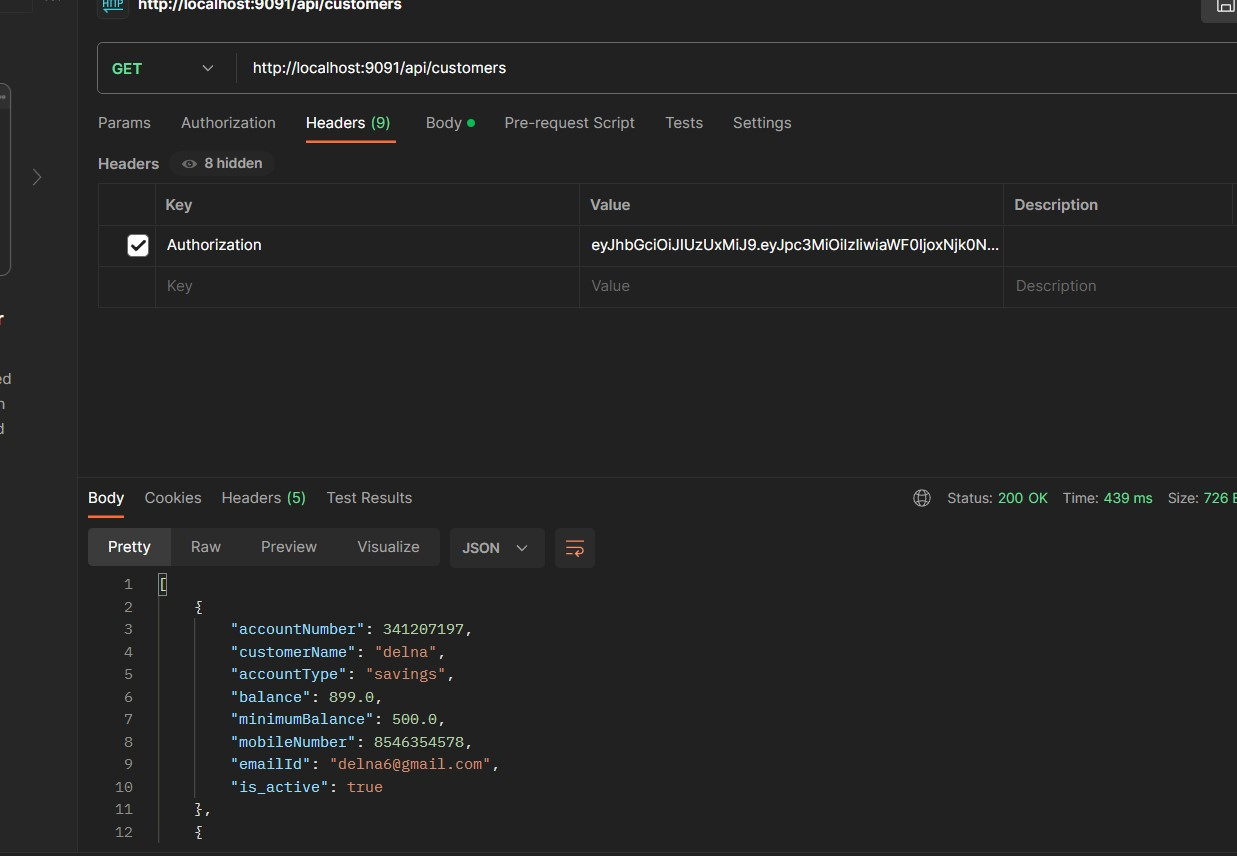 HTTP http://localhost:9091/api/customers
GET http://localhost:9091/api/customers
Params Authorization Headers (9) Body Pre-request Script Tests Settings
Headers 8 hidden
Key Value Description
Authorization eyJhbGciOiJIUzUxMiJ9.eyJpc3MiOiIzIiwiaWF0IjoxNjk0N...
Key Value Description
r
ed
n
d
Body Cookies Headers (5) Test Results Status: 200 OK Time: 439 ms Size: 726
Pretty Raw Preview Visualize JSON
1 [
2 {
3 "accountNumber": 341207197,
4 "customerName": "delna",
5 "accountType": "savings",
6 "balance": 899.0,
7 "minimumBalance": 500.0,
8 "mobileNumber": 8546354578,
9 "emailId": "delna6@gmail.com",
10 "is_active": true
11 },
12 {